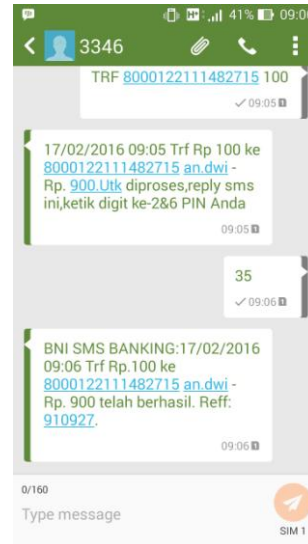 41% 09:06
3346
TRF 8000122111482715 100
09:05
17/02/2016 09:05 Trf Rp 100 ke
8000122111482715 an.dwi -
Rp. 900.Utk diproses,reply sms
ini,ketik digit ke-2&6 PIN Anda
09:05
35
09:06
BNI SMS BANKING:17/02/2016
09:06 Trf Rp.100 ke
8000122111482715 an.dwi -
Rp. 900 telah berhasil. Reff:
910927.
09:06
0/160
Type message
SIM 1